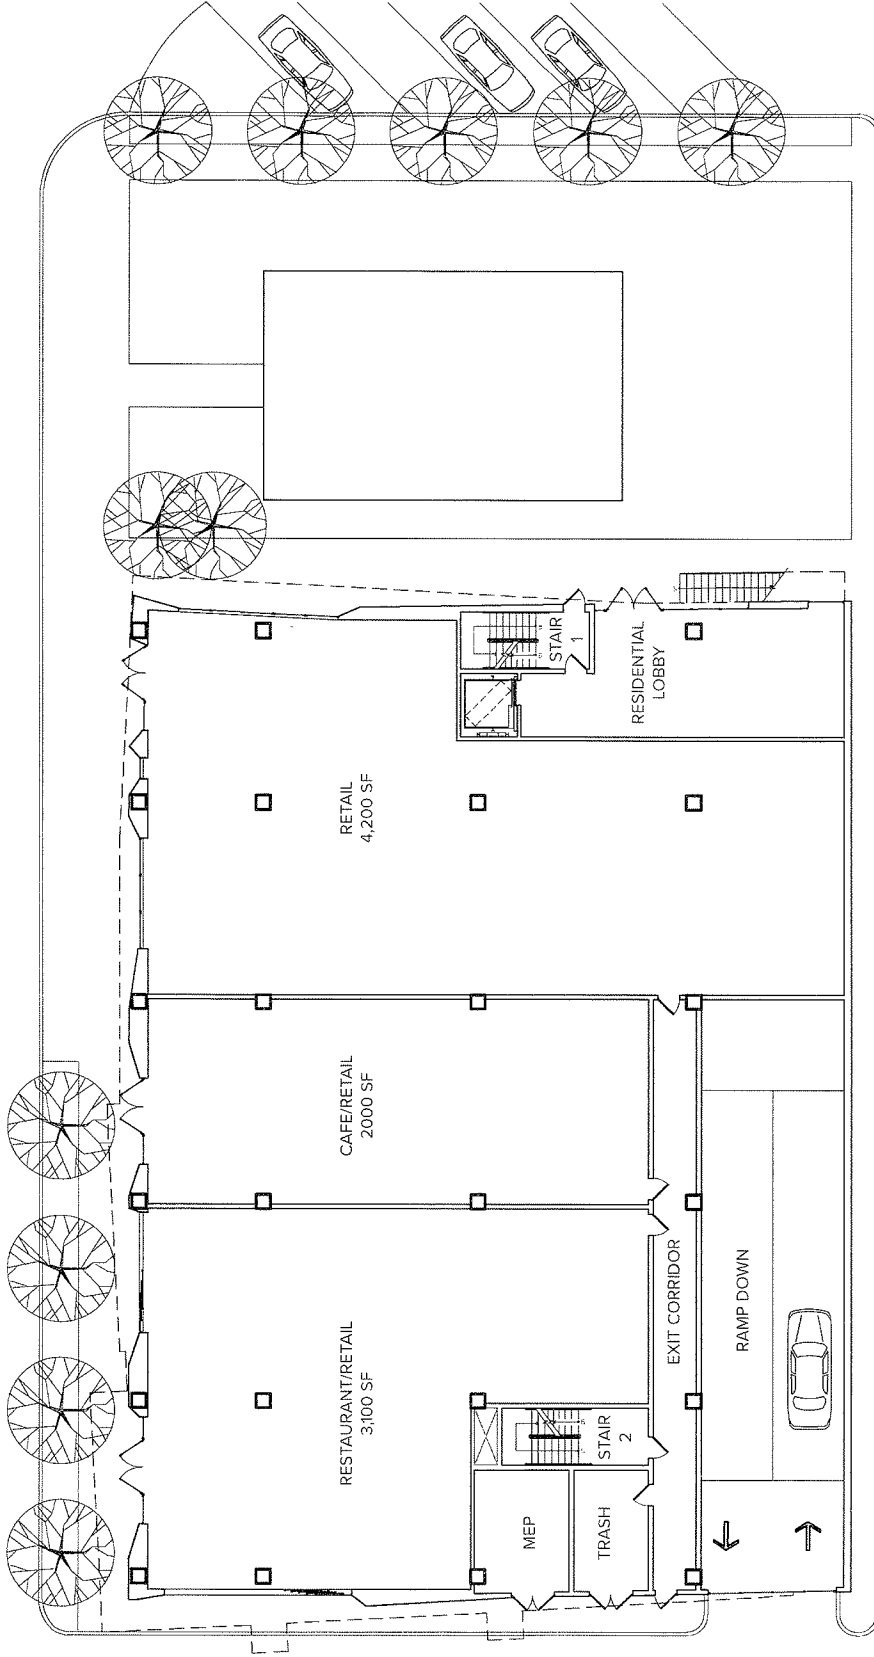 STAIR
1
RESIDENTIAL
LOBBY
RETAIL
4,200 SF
CAFE/RETAIL
2000 SF
RESTAURANT/RETAIL
3,100 SF
EXIT CORRIDOR
RAMP DOWN
STAIR
2
MEP
TRASH